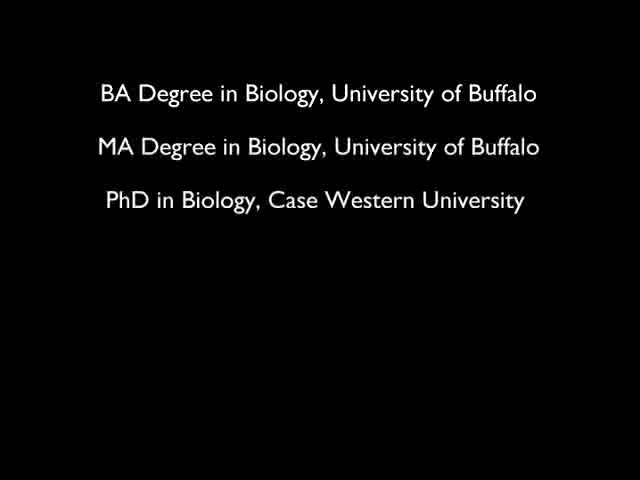 BA Degree in Biology, University of Buffalo
MA Degree in Biology, University of Buffalo
PhD in Biology, Case Western University